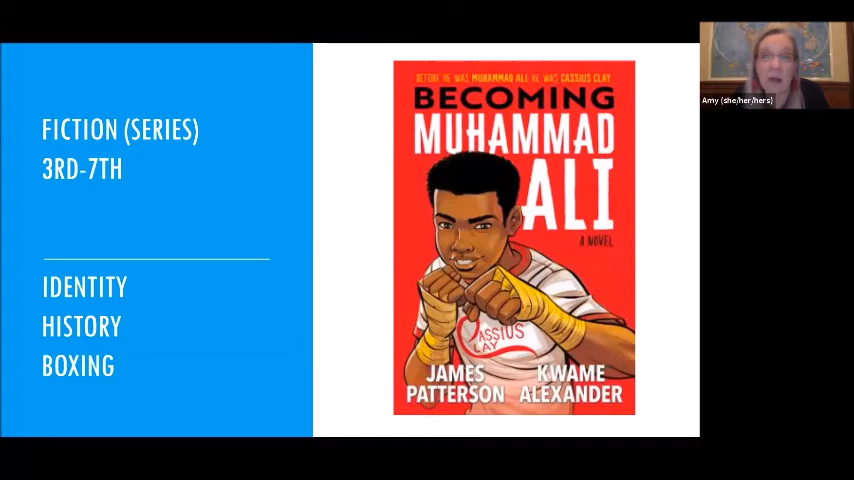 FICTION (SERIES)
3RD-7TH
IDENTITY
HISTORY
BOXING
BEFORE HE WAS MUHAMMAD ALI, HE WAS CASSIUS CLAY.
BECOMING
MUHAMMAD
ALI
A NOVEL
CASSIUS
CLAY
JAMES
PATTERSON
KWAME
ALEXANDER
Amy (she/her/hers)